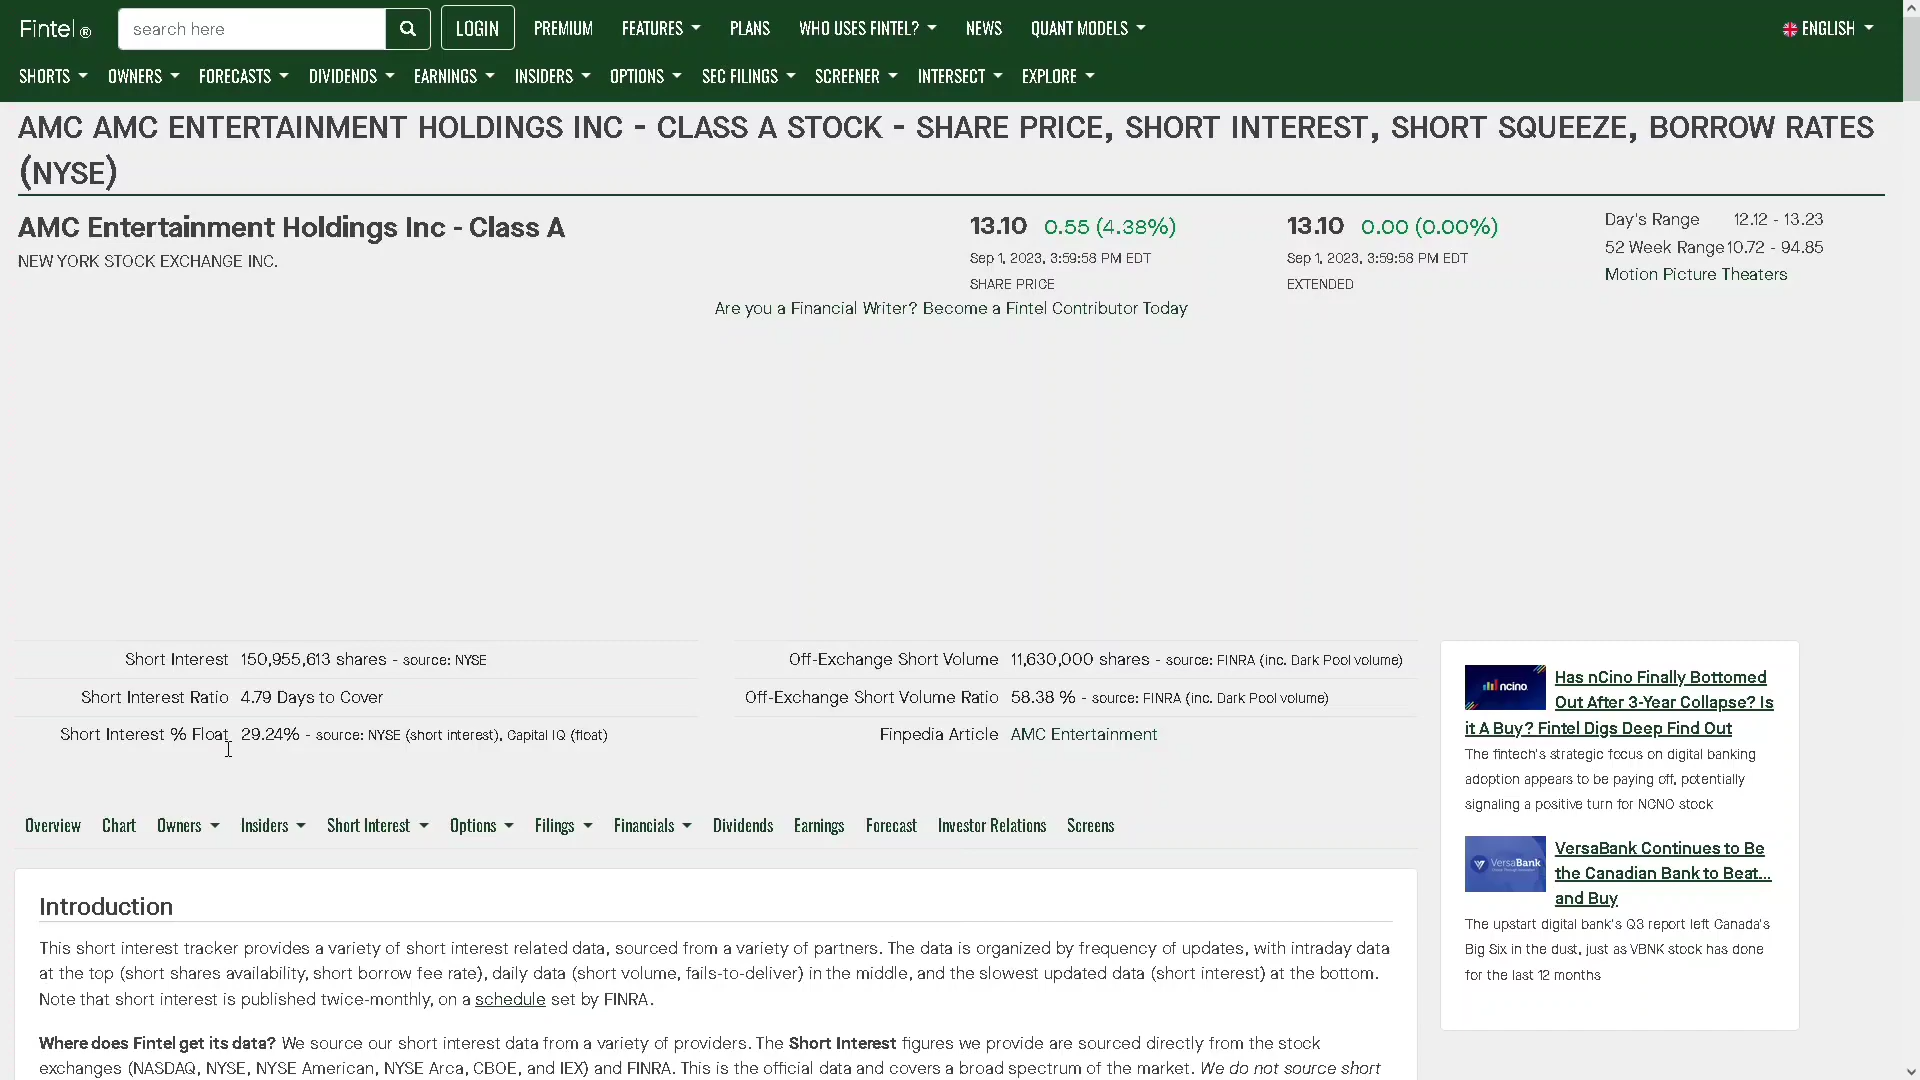 Fintel ®
search here
LOGIN
PREMIUM
FEATURES
PLANS
WHO USES FINTEL?
NEWS
QUANT MODELS
ENGLISH
SHORTS
OWNERS
FORECASTS
DIVIDENDS
EARNINGS
INSIDERS
OPTIONS
SEC FILINGS
SCREENER
INTERSECT
EXPLORE
AMC AMC ENTERTAINMENT HOLDINGS INC - CLASS A STOCK - SHARE PRICE, SHORT INTEREST, SHORT SQUEEZE, BORROW RATES
(NYSE)
AMC Entertainment Holdings Inc - Class A
NEW YORK STOCK EXCHANGE INC.
13.10 0.55 (4.38%)
Sep 1, 2023, 3:59:58 PM EDT
SHARE PRICE
13.10 0.00 (0.00%)
Sep 1, 2023, 3:59:58 PM EDT
EXTENDED
Day's Range 12.12 - 13.23
52 Week Range 10.72 - 94.85
Motion Picture Theaters
Are you a Financial Writer? Become a Fintel Contributor Today
Short Interest 150,955,613 shares - source: NYSE
Short Interest Ratio 4.79 Days to Cover
Short Interest % Float 29.24% - source: NYSE (short interest), Capital IQ (float)
Off-Exchange Short Volume 11,630,000 shares - source: FINRA (inc. Dark Pool volume)
Off-Exchange Short Volume Ratio 58.38 % - source: FINRA (inc. Dark Pool volume)
Finpedia Article AMC Entertainment
nCino.
Has nCino Finally Bottomed
Out After 3-Year Collapse? Is
it A Buy? Fintel Digs Deep Find Out
The fintech's strategic focus on digital banking
adoption appears to be paying off, potentially
signaling a positive turn for NCNO stock
VersaBank
VersaBank Continues to Be
the Canadian Bank to Beat...
and Buy
The upstart digital bank's Q3 report left Canada's
Big Six in the dust, just as VBNK stock has done
for the last 12 months
Overview
Chart
Owners
Insiders
Short Interest
Options
Filings
Financials
Dividends
Earnings
Forecast
Investor Relations
Screens
Introduction
This short interest tracker provides a variety of short interest related data, sourced from a variety of partners. The data is organized by frequency of updates, with intraday data
at the top (short shares availability, short borrow fee rate), daily data (short volume, fails-to-deliver) in the middle, and the slowest updated data (short interest) at the bottom.
Note that short interest is published twice-monthly, on a schedule set by FINRA.
Where does Fintel get its data? We source our short interest data from a variety of providers. The Short Interest figures we provide are sourced directly from the stock
exchanges (NASDAQ, NYSE, NYSE American, NYSE Arca, CBOE, and IEX) and FINRA. This is the official data and covers a broad spectrum of the market. We do not source short